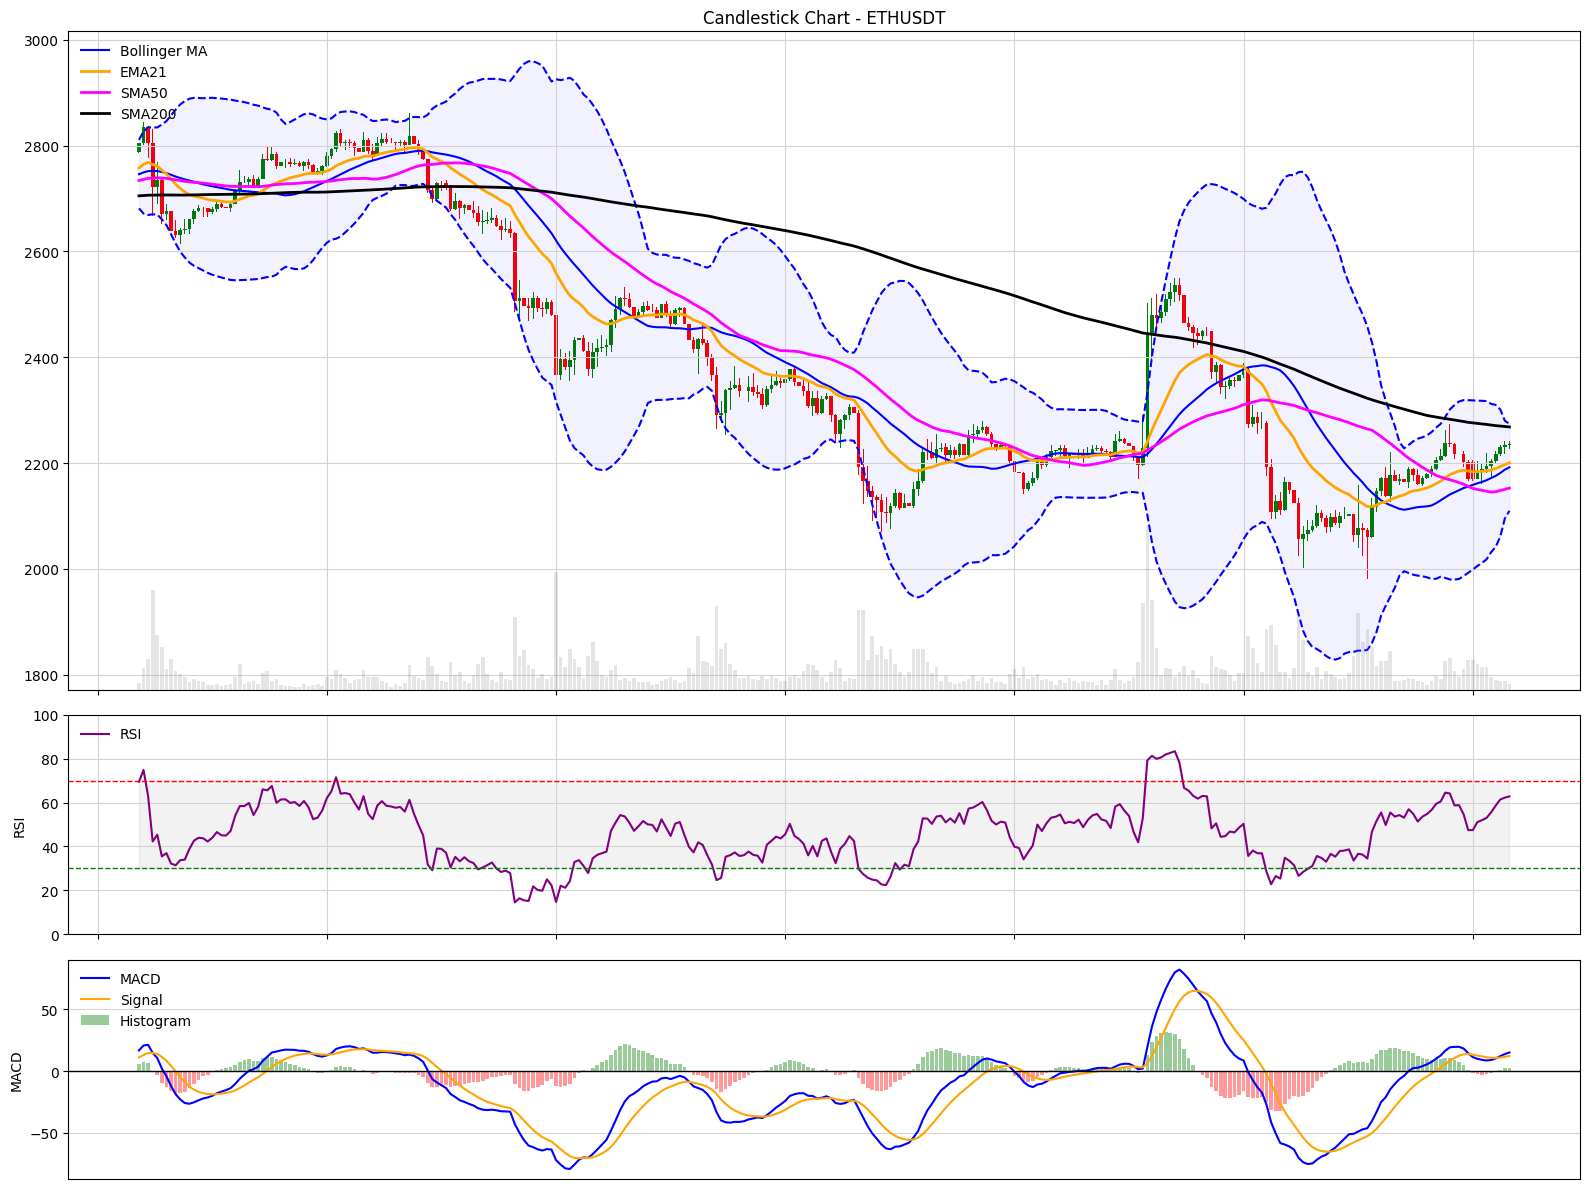 Candlestick Chart - ETHUSDT
3000
2800
2600
2400
2200
2000
1800
Bollinger MA
EMA21
SMA50
SMA200
100
80
60
40
20
0
RSI
RSI
50
0
−50
MACD
MACD
Signal
Histogram